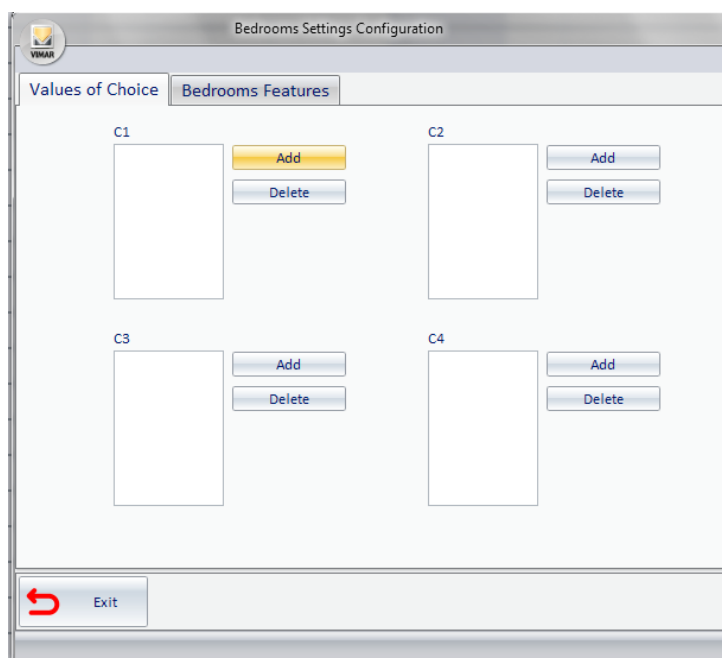 Bedrooms Settings Configuration
VIMAR
Values of Choice Bedrooms Features
C1 C2
Add Add
Delete Delete
C3 C4
Add Add
Delete Delete
Exit